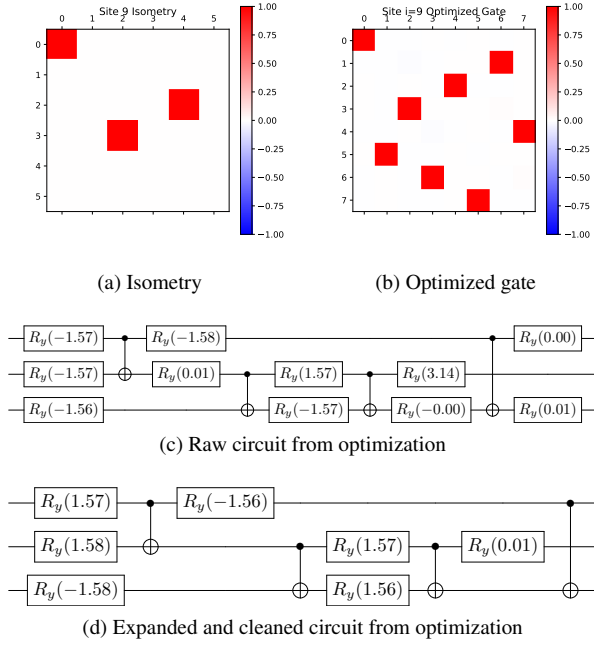 Site 9 Isometry
0 1 2 3 4 5
0
1
2
3
4
5
1.00
0.75
0.50
0.25
0.00
−0.25
−0.50
−0.75
−1.00
Site i=9 Optimized Gate
0 1 2 3 4 5 6 7
0
1
2
3
4
5
6
7
1.00
0.75
0.50
0.25
0.00
−0.25
−0.50
−0.75
−1.00
(a) Isometry
(b) Optimized gate
R_y(−1.57) R_y(−1.58) R_y(0.00)
R_y(−1.57) R_y(0.01) R_y(1.57) R_y(3.14)
R_y(−1.56) R_y(−1.57) R_y(−0.00) R_y(0.01)
(c) Raw circuit from optimization
R_y(1.57) R_y(−1.56)
R_y(1.58) R_y(1.57) R_y(0.01)
R_y(−1.58) R_y(1.56)
(d) Expanded and cleaned circuit from optimization